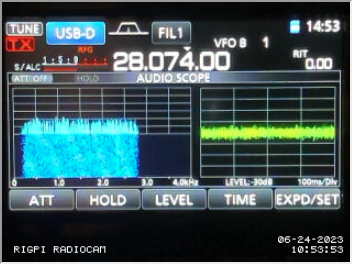 TUNE USB-D FIL1 14:53
TX VFO B 1
RFG RIT
S/ALC 1·5·9 28.074.00 0.00
ATT:OFF HOLD AUDIO SCOPE
0 1.0 2.0 3.0 4.0kHz LEVEL:-30dB 100ms/Div
ATT HOLD LEVEL TIME EXPD/SET
RIGPI RADIOCAM 06-24-2023
10:53:53